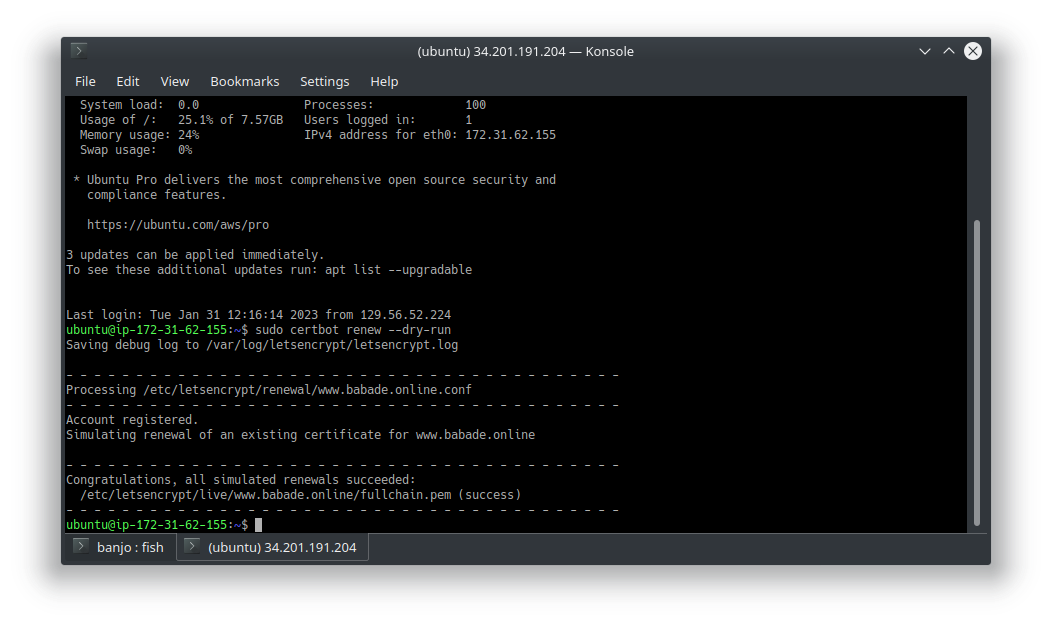 (ubuntu) 34.201.191.204 — Konsole
File Edit View Bookmarks Settings Help
System load:  0.0               Processes:             100
Usage of /:   25.1% of 7.57GB   Users logged in:       1
Memory usage: 24%               IPv4 address for eth0: 172.31.62.155
Swap usage:   0%
* Ubuntu Pro delivers the most comprehensive open source security and
compliance features.
https://ubuntu.com/aws/pro
3 updates can be applied immediately.
To see these additional updates run: apt list --upgradable
Last login: Tue Jan 31 12:16:14 2023 from 129.56.52.224
ubuntu@ip-172-31-62-155:~$ sudo certbot renew --dry-run
Saving debug log to /var/log/letsencrypt/letsencrypt.log
- - - - - - - - - - - - - - - - - - - - - - - - - - - - - - - - - - - - - - - -
Processing /etc/letsencrypt/renewal/www.babade.online.conf
- - - - - - - - - - - - - - - - - - - - - - - - - - - - - - - - - - - - - - - -
Account registered.
Simulating renewal of an existing certificate for www.babade.online
- - - - - - - - - - - - - - - - - - - - - - - - - - - - - - - - - - - - - - - -
Congratulations, all simulated renewals succeeded:
/etc/letsencrypt/live/www.babade.online/fullchain.pem (success)
- - - - - - - - - - - - - - - - - - - - - - - - - - - - - - - - - - - - - - - -
ubuntu@ip-172-31-62-155:~$
banjo : fish (ubuntu) 34.201.191.204